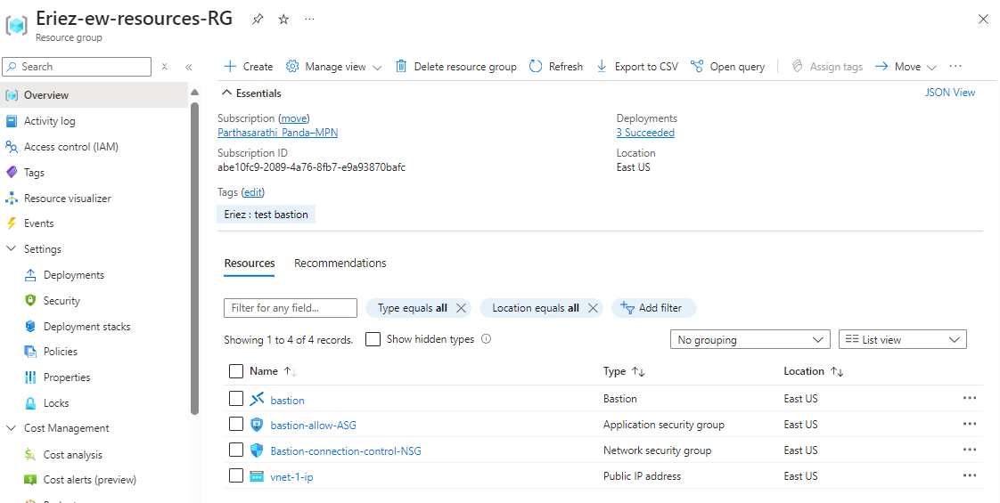 Eriez-ew-resources-RG
Resource group
Search
Overview
Activity log
Access control (IAM)
Tags
Resource visualizer
Events
Settings
Deployments
Security
Deployment stacks
Policies
Properties
Locks
Cost Management
Cost analysis
Cost alerts (preview)
Create Manage view Delete resource group Refresh Export to CSV Open query Assign tags Move
Essentials JSON View
Subscription (move)
Parthasarathi Panda–MPN
Subscription ID
abe10fc9-2089-4a76-8fb7-e9a93870bafc
Deployments
3 Succeeded
Location
East US
Tags (edit)
Eriez : test bastion
Resources Recommendations
Filter for any field... Type equals all Location equals all Add filter
Showing 1 to 4 of 4 records. Show hidden types No grouping List view
Name Type Location
bastion Bastion East US
bastion-allow-ASG Application security group East US
Bastion-connection-control-NSG Network security group East US
vnet-1-ip Public IP address East US